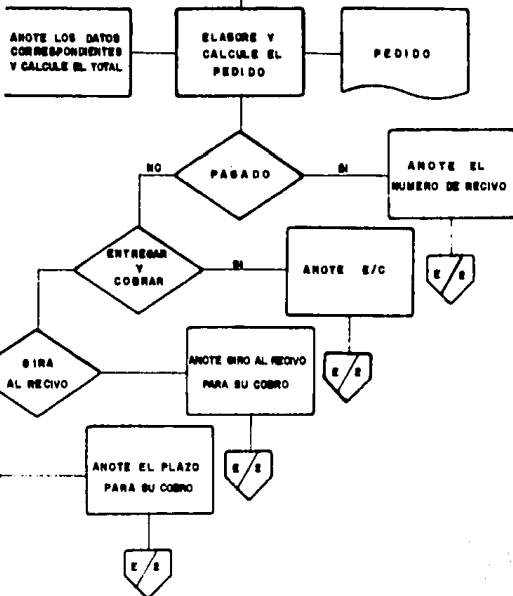 ANOTE LOS DATOS
CORRESPONDIENTES
Y CALCULE EL TOTAL
ELABORE Y
CALCULE EL
PEDIDO
PEDIDO
PAGADO
NO
SI
ANOTE EL
NUMERO DE RECIVO
E/2
ENTREGAR
Y
COBRAR
SI
ANOTE E/C
E/2
GIRA
AL RECIVO
ANOTE GIRO AL RECIVO
PARA SU COBRO
E/2
ANOTE EL PLAZO
PARA SU COBRO
E/2